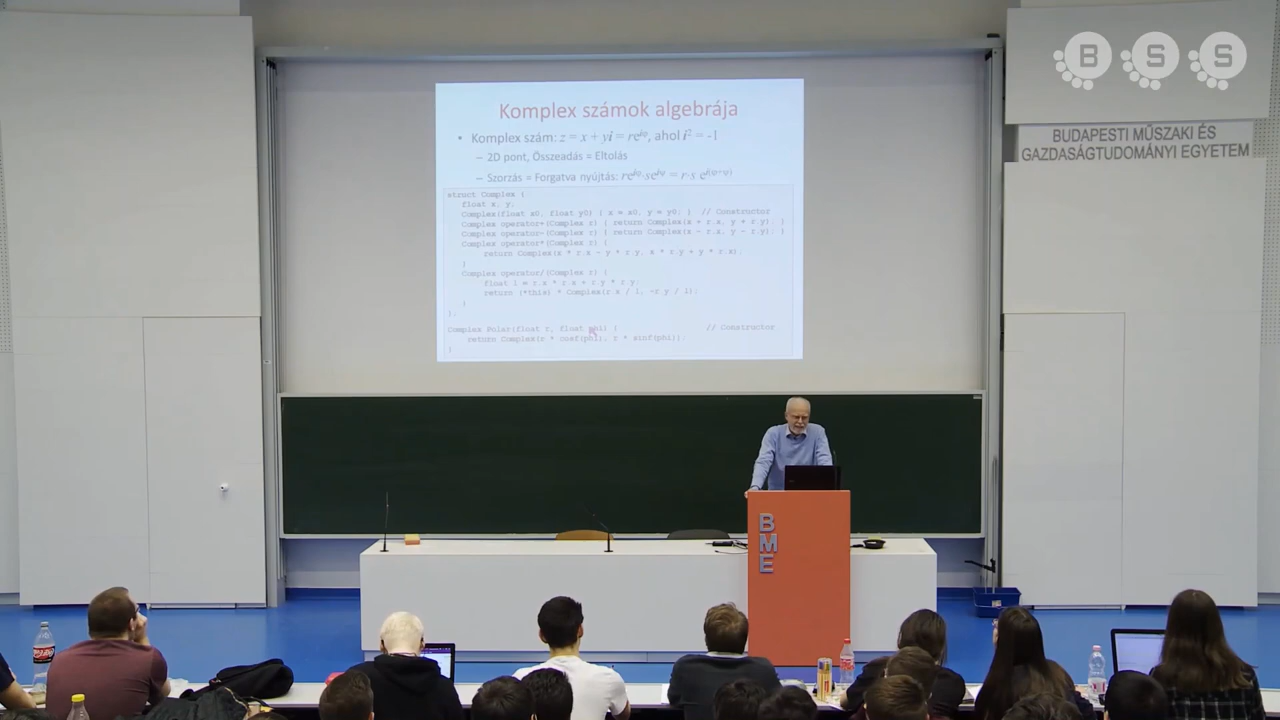 B S S
BUDAPESTI MŰSZAKI ÉS
GAZDASÁGTUDOMÁNYI EGYETEM
Komplex számok algebrája
• Komplex szám: z = x + yi = re^iφ, ahol i² = -1
– 2D pont, Összeadás = Eltolás
– Szorzás = Forgatva nyújtás: re^iφ·se^iψ = r·s e^i(φ+ψ)
struct Complex {
float x, y;
Complex(float x0, float y0) { x = x0, y = y0; } // Constructor
Complex operator+(Complex r) { return Complex(x + r.x, y + r.y); }
Complex operator-(Complex r) { return Complex(x - r.x, y - r.y); }
Complex operator*(Complex r) {
return Complex(x * r.x - y * r.y, x * r.y + y * r.x);
}
Complex operator/(Complex r) {
float l = r.x * r.x + r.y * r.y;
return (*this) * Complex(r.x / l, -r.y / l);
}
};
Complex Polar(float r, float phi) { // Constructor
return Complex(r * cosf(phi), r * sinf(phi));
}
BME